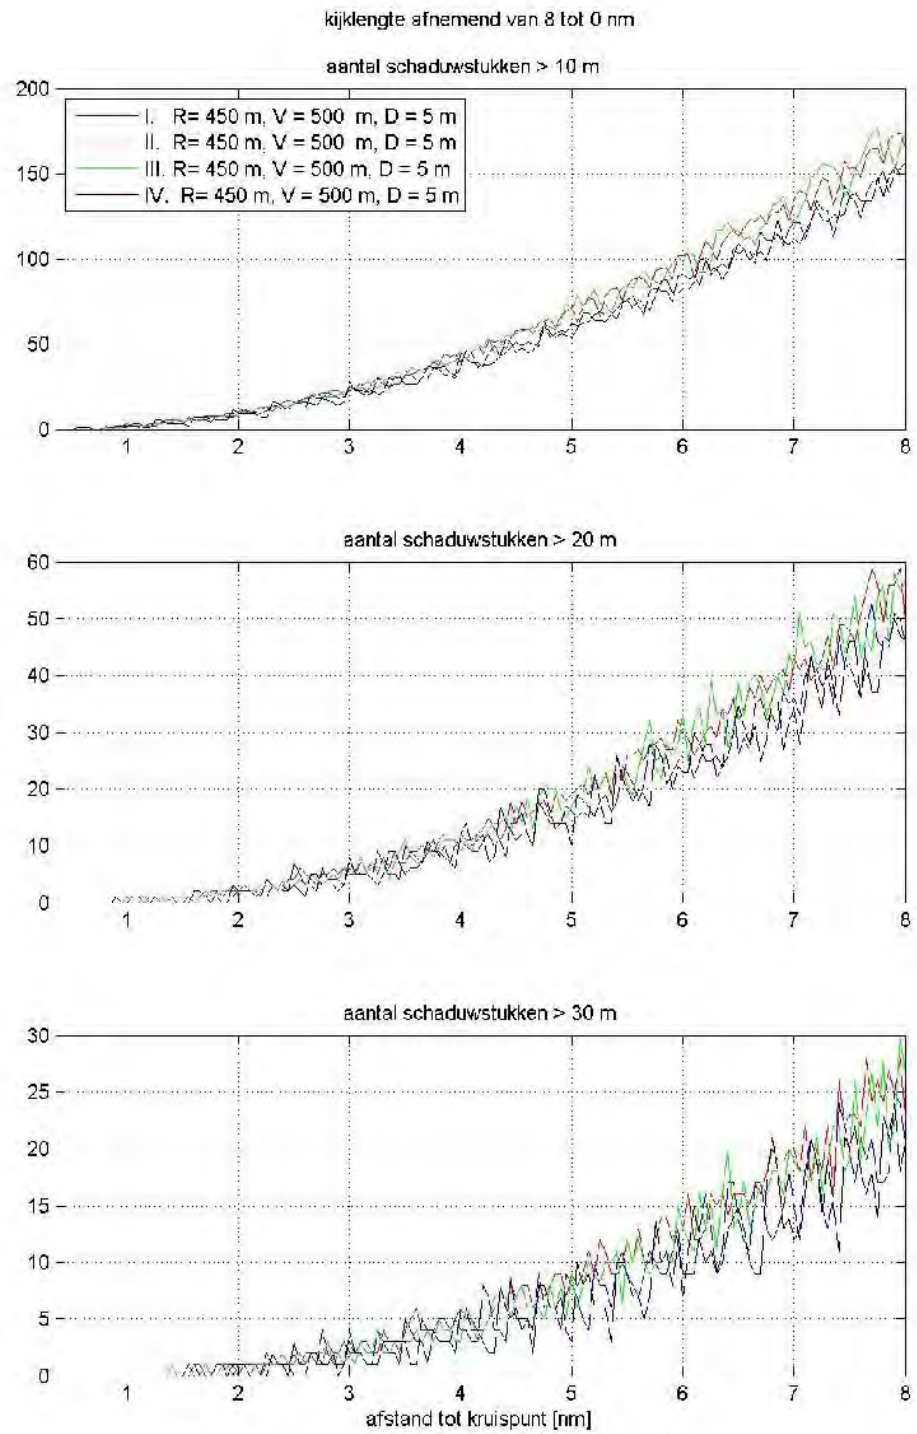 kijklengte afnemend van 8 tot 0 nm
aantal schaduwstukken > 10 m
200
I. R= 450 m, V = 500 m, D = 5 m
II. R= 450 m, V = 500 m, D = 5 m
III. R= 450 m, V = 500 m, D = 5 m
IV. R= 450 m, V = 500 m, D = 5 m
150
100
50
0
1 2 3 4 5 6 7 8
aantal schaduwstukken > 20 m
60
50
40
30
20
10
0
1 2 3 4 5 6 7 8
aantal schaduwstukken > 30 m
30
25
20
15
10
5
0
1 2 3 4 5 6 7 8
afstand tot kruispunt [nm]